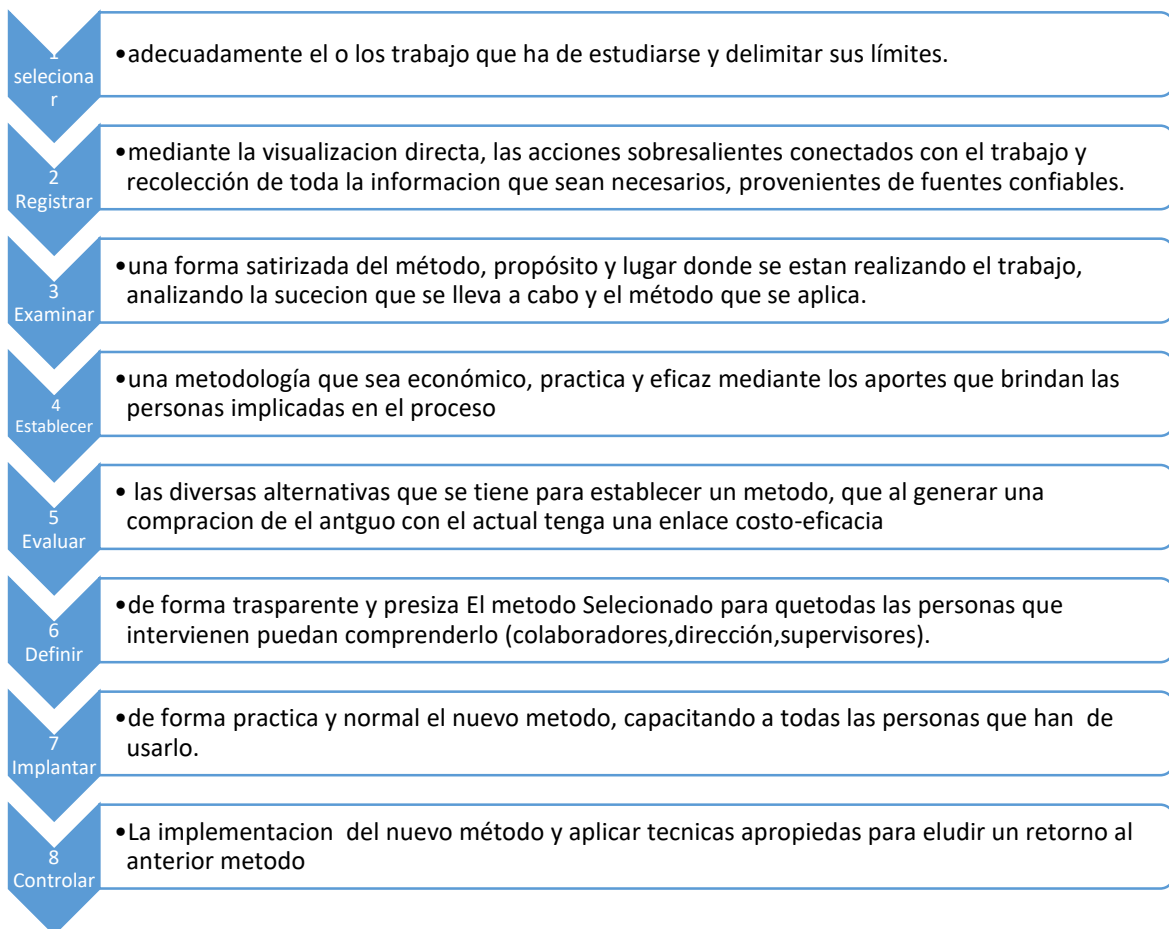 1
seleciona
r
•adecuadamente el o los trabajo que ha de estudiarse y delimitar sus límites.
2
Registrar
•mediante la visualizacion directa, las acciones sobresalientes conectados con el trabajo y
recolección de toda la informacion que sean necesarios, provenientes de fuentes confiables.
3
Examinar
•una forma satirizada del método, propósito y lugar donde se estan realizando el trabajo,
analizando la sucecion que se lleva a cabo y el método que se aplica.
4
Establecer
•una metodología que sea económico, practica y eficaz mediante los aportes que brindan las
personas implicadas en el proceso
5
Evaluar
• las diversas alternativas que se tiene para establecer un metodo, que al generar una
compracion de el antguo con el actual tenga una enlace costo-eficacia
6
Definir
•de forma trasparente y presiza El metodo Selecionado para quetodas las personas que
intervienen puedan comprenderlo (colaboradores,dirección,supervisores).
7
Implantar
•de forma practica y normal el nuevo metodo, capacitando a todas las personas que han de
usarlo.
8
Controlar
•La implementacion del nuevo método y aplicar tecnicas apropiedas para eludir un retorno al
anterior metodo